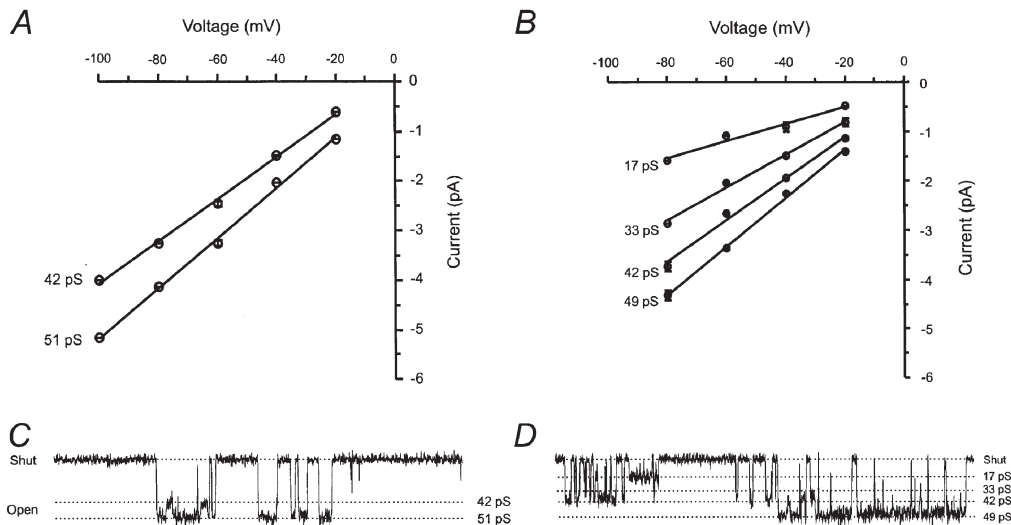 A
Voltage (mV)
-100 -80 -60 -40 -20 0
0
-1
-2
-3
-4
-5
-6
Current (pA)
42 pS
51 pS
B
Voltage (mV)
-100 -80 -60 -40 -20 0
0
-1
-2
-3
-4
-5
-6
Current (pA)
17 pS
33 pS
42 pS
49 pS
C
Shut
Open
42 pS
51 pS
D
Shut
17 pS
33 pS
42 pS
49 pS